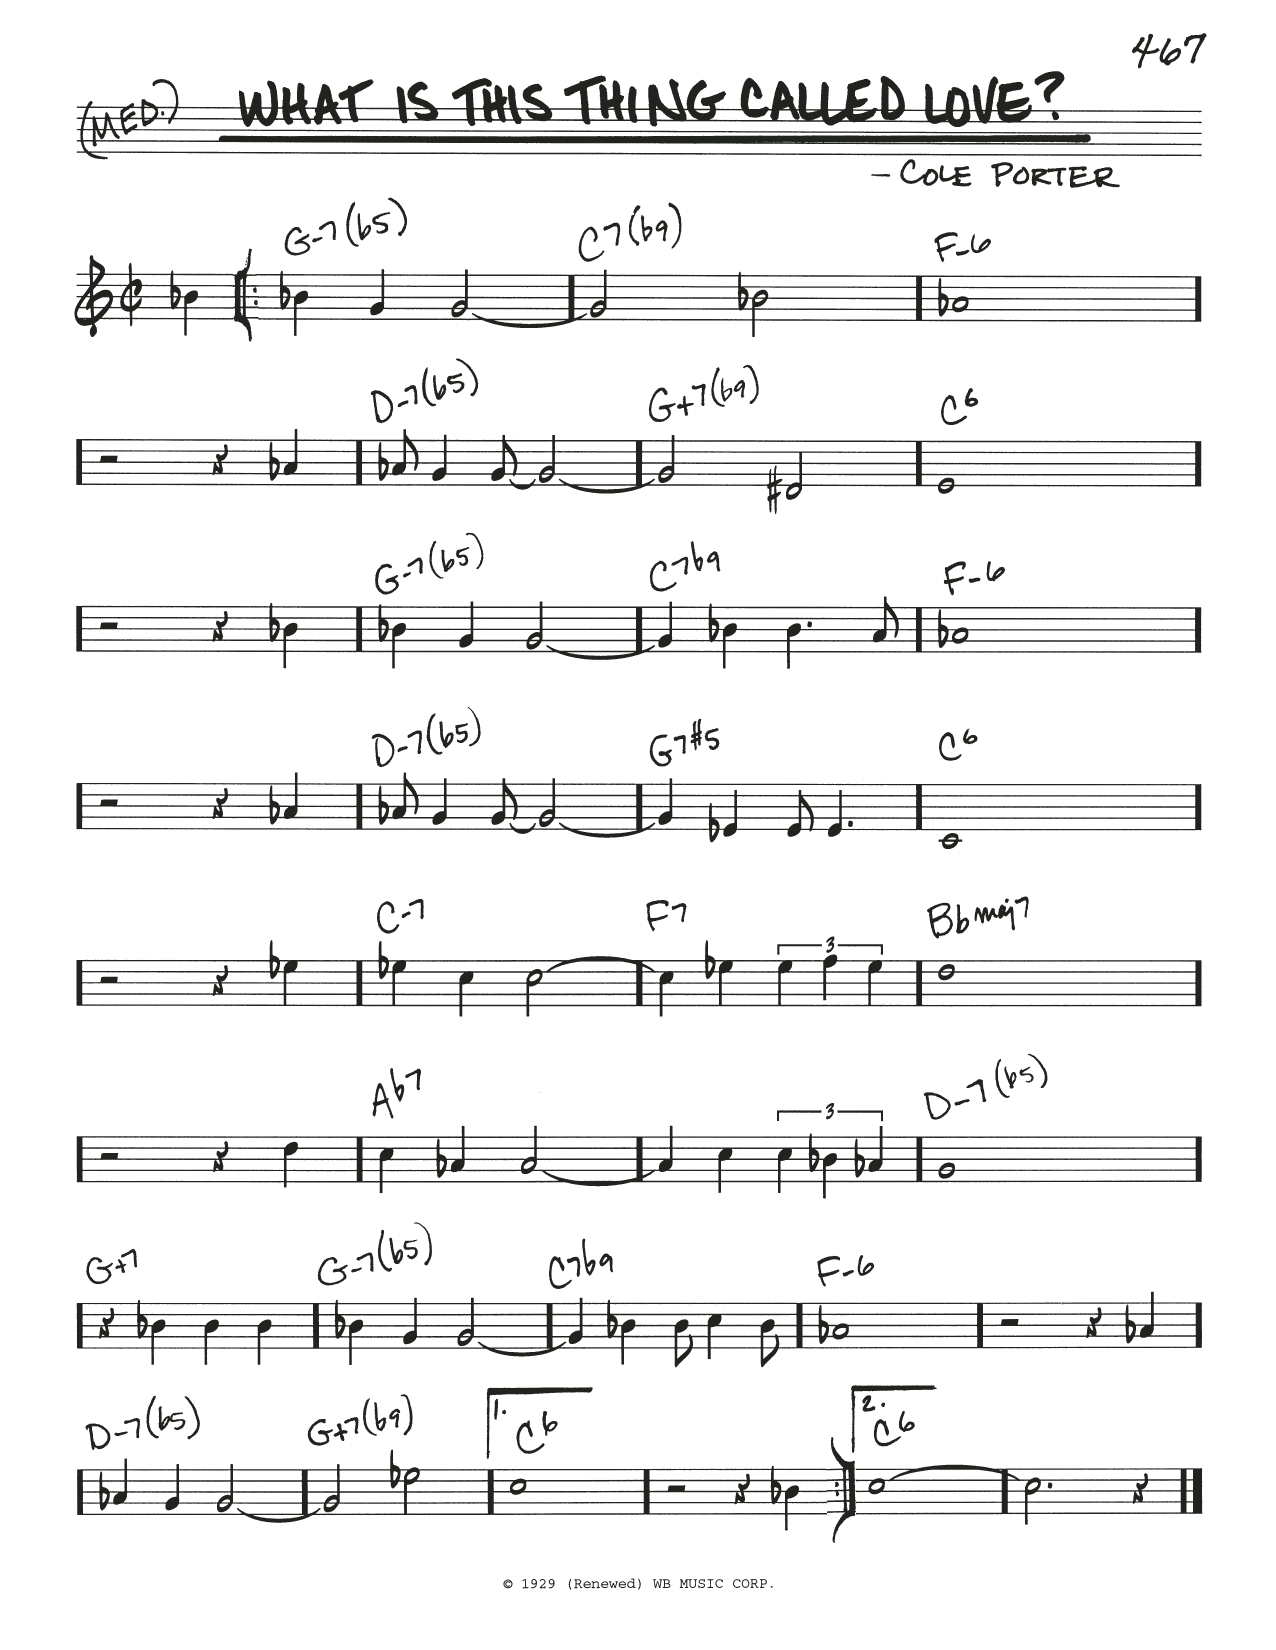 467
(MED.) WHAT IS THIS THING CALLED LOVE?
- COLE PORTER
G-7(b5) C7(b9) F-6
D-7(b5) G+7(b9) C6
G-7(b5) C7b9 F-6
D-7(b5) G7#5 C6
C-7 F7 Bbmaj7
3
Ab7 D-7(b5)
3
G+7 G-7(b5) C7b9 F-6
D-7(b5) G+7(b9) 1. C6 2. C6
© 1929 (Renewed) WB MUSIC CORP.